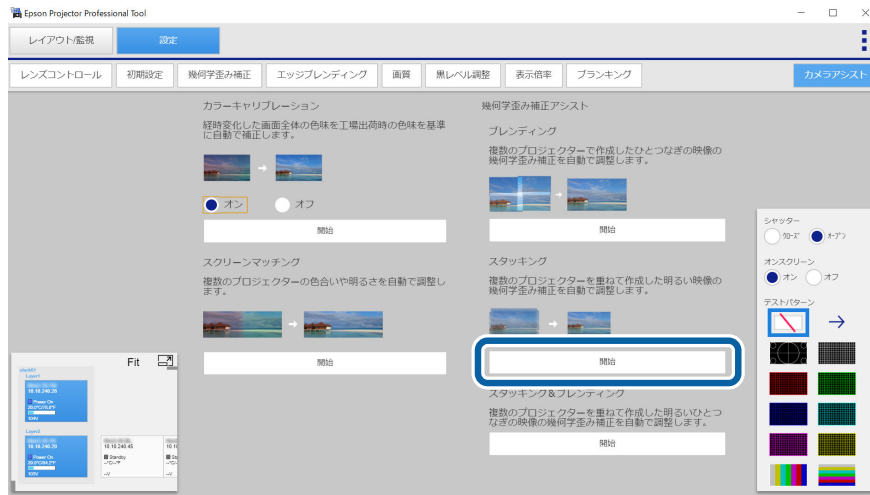 Epson Projector Professional Tool
レイアウト/監視
設定
レンズコントロール
初期設定
幾何学歪み補正
エッジブレンディング
画質
黒レベル調整
表示倍率
ブランキング
カメラアシスト
カラーキャリブレーション
経時変化した画面全体の色味を工場出荷時の色味を基準
に自動で補正します。
オン
オフ
開始
スクリーンマッチング
複数のプロジェクターの色合いや明るさを自動で調整し
ます。
開始
幾何学歪み補正アシスト
ブレンディング
複数のプロジェクターで作成したひとつなぎの映像の
幾何学歪み補正を自動で調整します。
開始
スタッキング
複数のプロジェクターを重ねて作成した明るい映像の
幾何学歪み補正を自動で調整します。
開始
スタッキング&ブレンディング
複数のプロジェクターを重ねて作成した明るいひとつ
なぎの映像の幾何学歪み補正を自動で調整します。
開始
シャッター
クローズ
オープン
オンスクリーン
オン
オフ
テストパターン
Fit
Layer1
10.10.240.28
Power On
Layer2
10.10.240.29
Power On
10.10.240.45
Standby